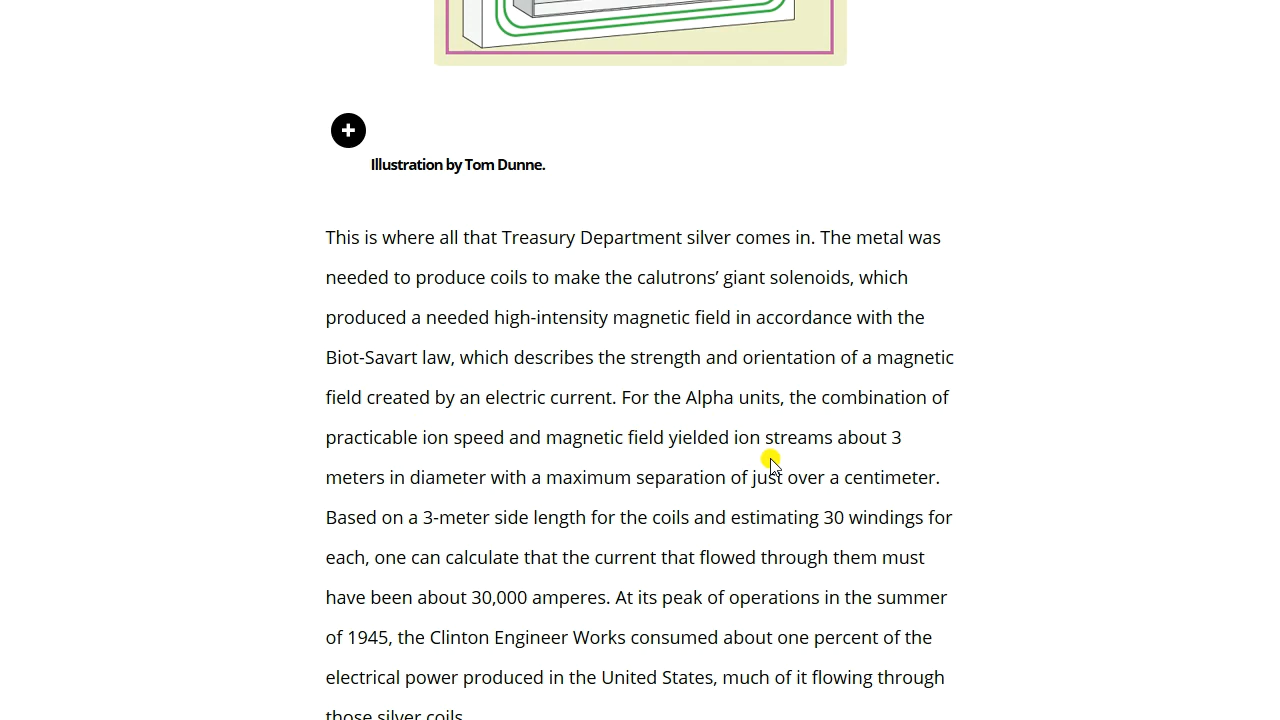 Illustration by Tom Dunne.
This is where all that Treasury Department silver comes in. The metal was
needed to produce coils to make the calutrons’ giant solenoids, which
produced a needed high-intensity magnetic field in accordance with the
Biot-Savart law, which describes the strength and orientation of a magnetic
field created by an electric current. For the Alpha units, the combination of
practicable ion speed and magnetic field yielded ion streams about 3
meters in diameter with a maximum separation of just over a centimeter.
Based on a 3-meter side length for the coils and estimating 30 windings for
each, one can calculate that the current that flowed through them must
have been about 30,000 amperes. At its peak of operations in the summer
of 1945, the Clinton Engineer Works consumed about one percent of the
electrical power produced in the United States, much of it flowing through
those silver coils.